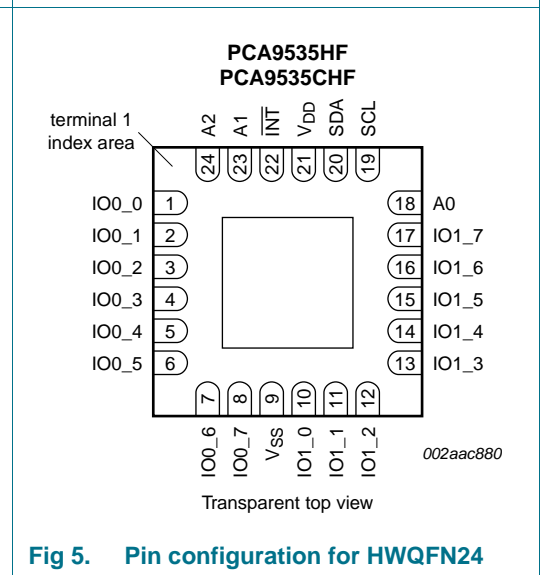 PCA9535HF
PCA9535CHF
terminal 1
index area
A2
A1
INT
VDD
SDA
SCL
24
23
22
21
20
19
IO0_0 1
IO0_1 2
IO0_2 3
IO0_3 4
IO0_4 5
IO0_5 6
18 A0
17 IO1_7
16 IO1_6
15 IO1_5
14 IO1_4
13 IO1_3
7
8
9
10
11
12
IO0_6
IO0_7
VSS
IO1_0
IO1_1
IO1_2
002aac880
Transparent top view
Fig 5. Pin configuration for HWQFN24